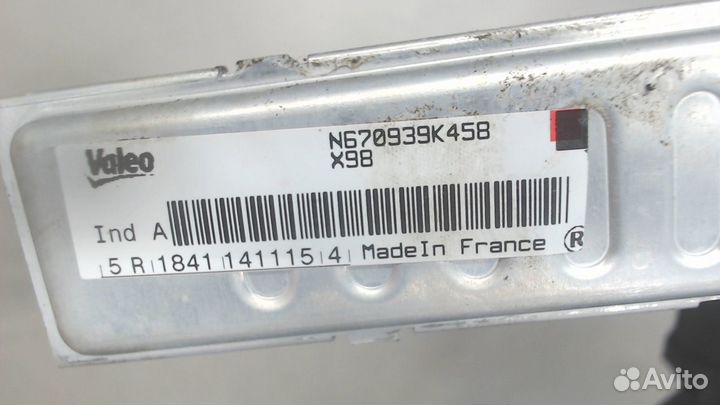 Valeo
N670939K458
X98
Ind A
5 R 1841 141115 4 MadeIn France ®
Avito